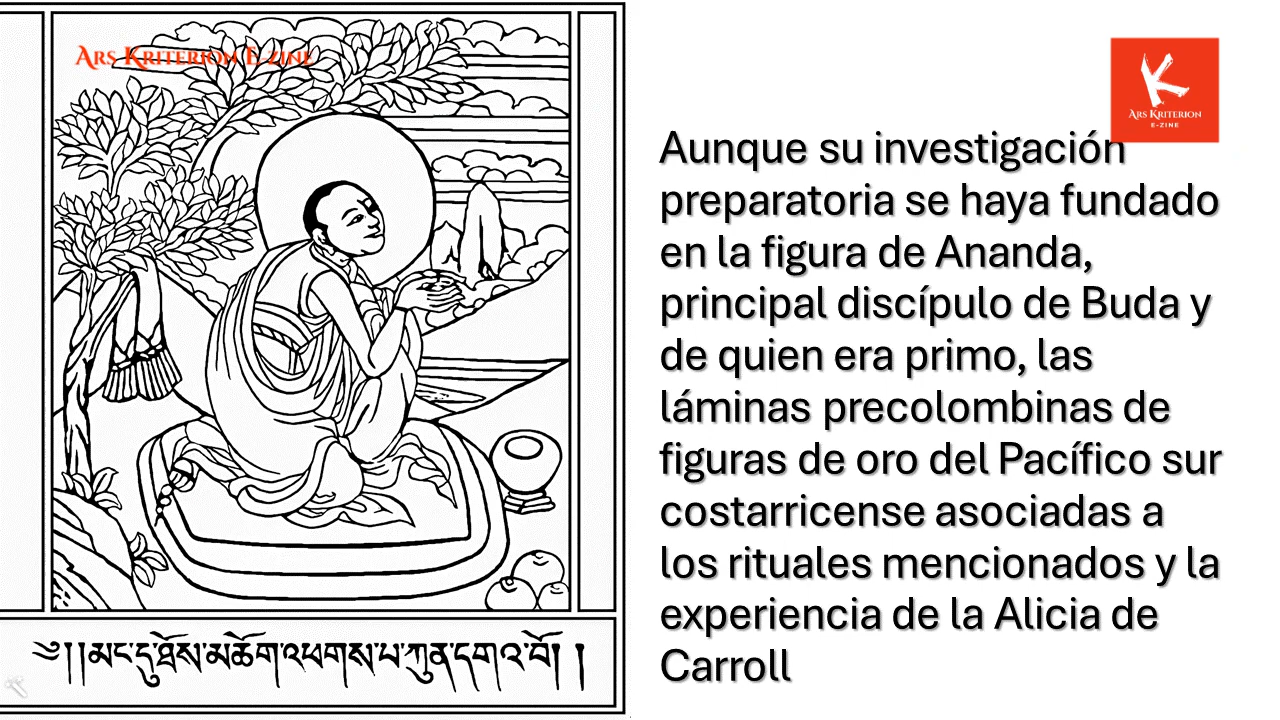 ARS KRITERION E-ZINE
K
ARS KRITERION
E-ZINE
Aunque su investigación
preparatoria se haya fundado
en la figura de Ananda,
principal discípulo de Buda y
de quien era primo, las
láminas precolombinas de
figuras de oro del Pacífico sur
costarricense asociadas a
los rituales mencionados y la
experiencia de la Alicia de
Carroll
༄།།མང་དུ་ཐོས་མཆོག་འཕགས་པ་ཀུན་དགའ་བོ། །